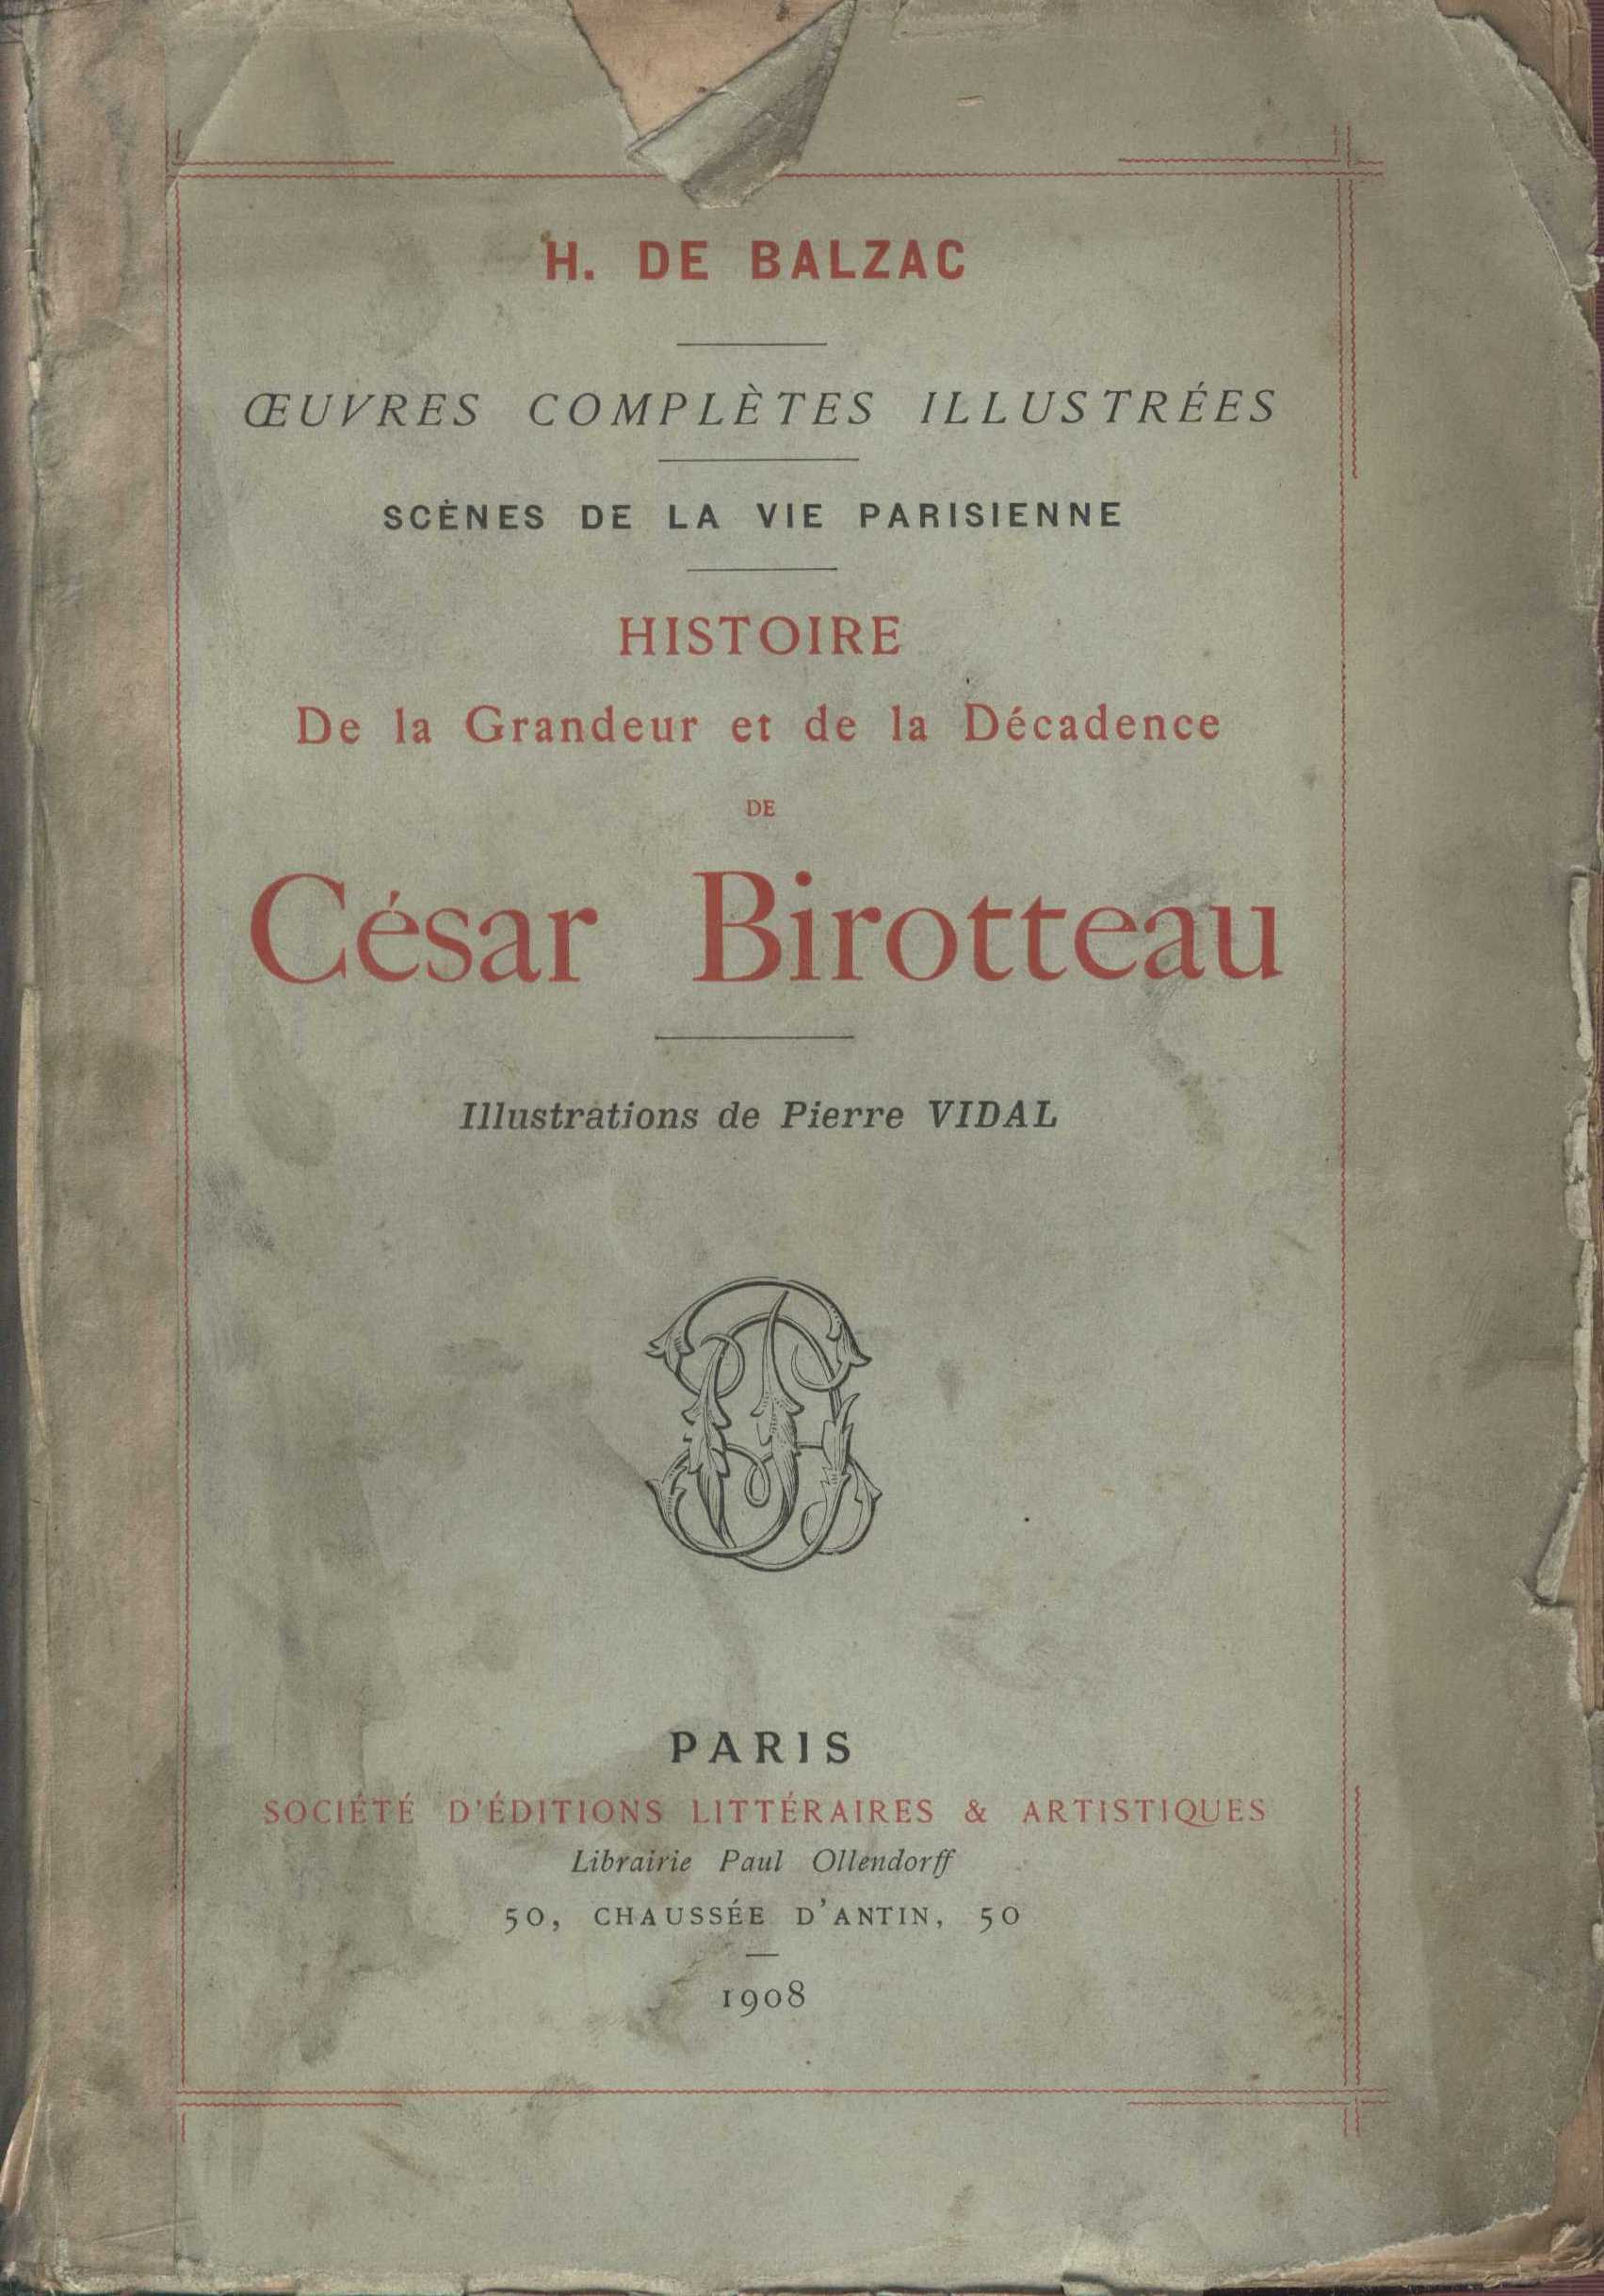 H. DE BALZAC
ŒUVRES COMPLÈTES ILLUSTRÉES
SCÈNES DE LA VIE PARISIENNE
HISTOIRE
De la Grandeur et de la Décadence
DE
César Birotteau
Illustrations de Pierre VIDAL
PARIS
SOCIÉTÉ D'ÉDITIONS LITTÉRAIRES & ARTISTIQUES
Librairie Paul Ollendorff
50, CHAUSSÉE D'ANTIN, 50
1908